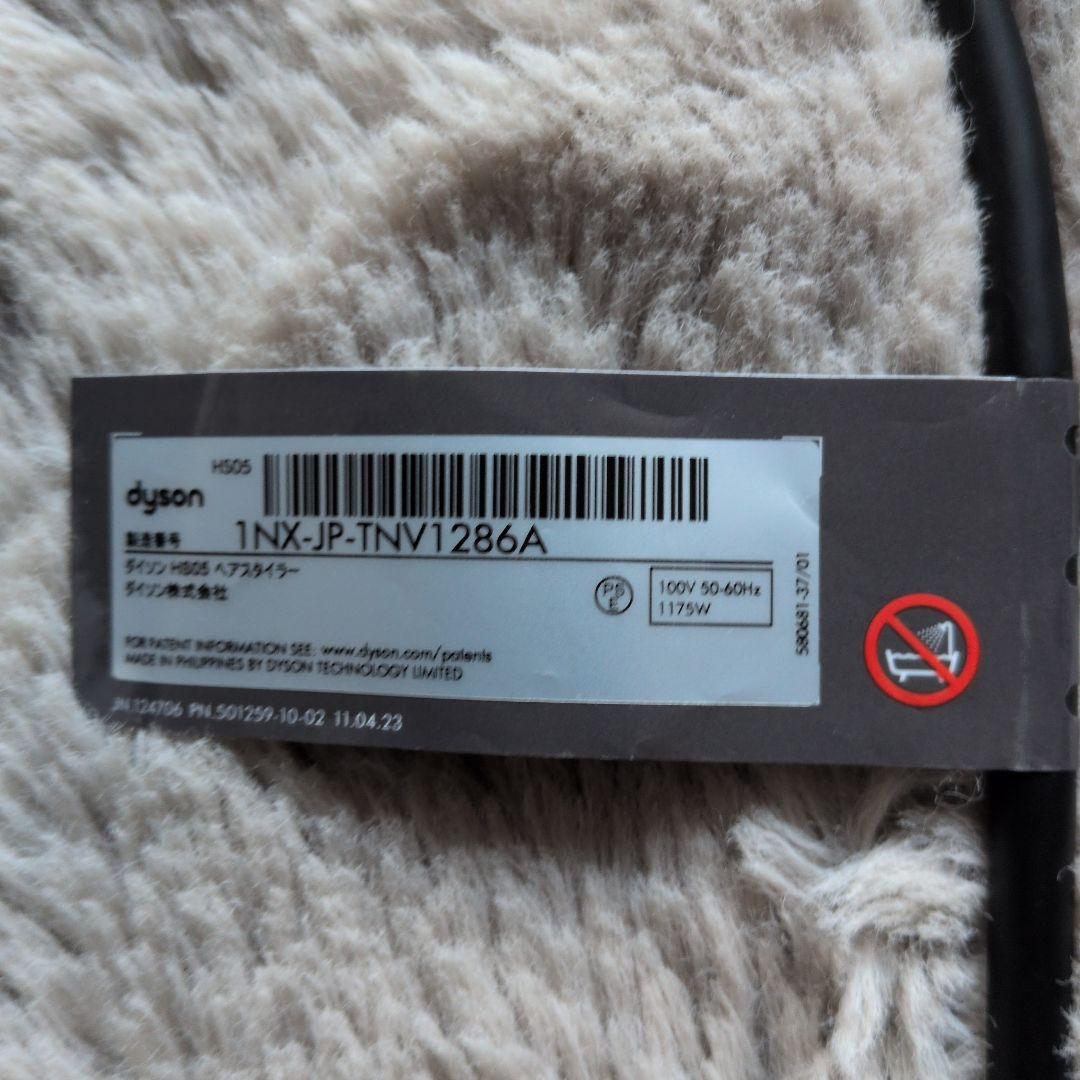 HS05
dyson
製造番号 1NX-JP-TNV1286A
ダイソン HS05 ヘアスタイラー
ダイソン株式会社
PSE
100V 50-60Hz
1175W
FOR PATENT INFORMATION SEE: www.dyson.com/patents
MADE IN PHILIPPINES BY DYSON TECHNOLOGY LIMITED
580681-37/01
JN.124706 PN.501259-10-02 11.04.23